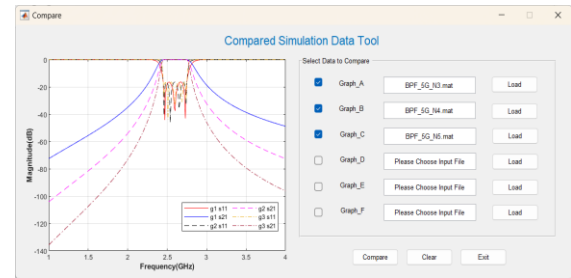 Compare
Compared Simulation Data Tool
0
-20
-40
-60
-80
-100
-120
-140
Magnitude(dB)
1
1.5
2
2.5
3
3.5
4
Frequency(GHz)
g1 s11
g1 s21
g2 s11
g2 s21
g3 s11
g3 s21
Select Data to Compare
Graph_A BPF_5G_N3.mat Load
Graph_B BPF_5G_N4.mat Load
Graph_C BPF_5G_N5.mat Load
Graph_D Please Choose Input File Load
Graph_E Please Choose Input File Load
Graph_F Please Choose Input File Load
Compare Clear Exit